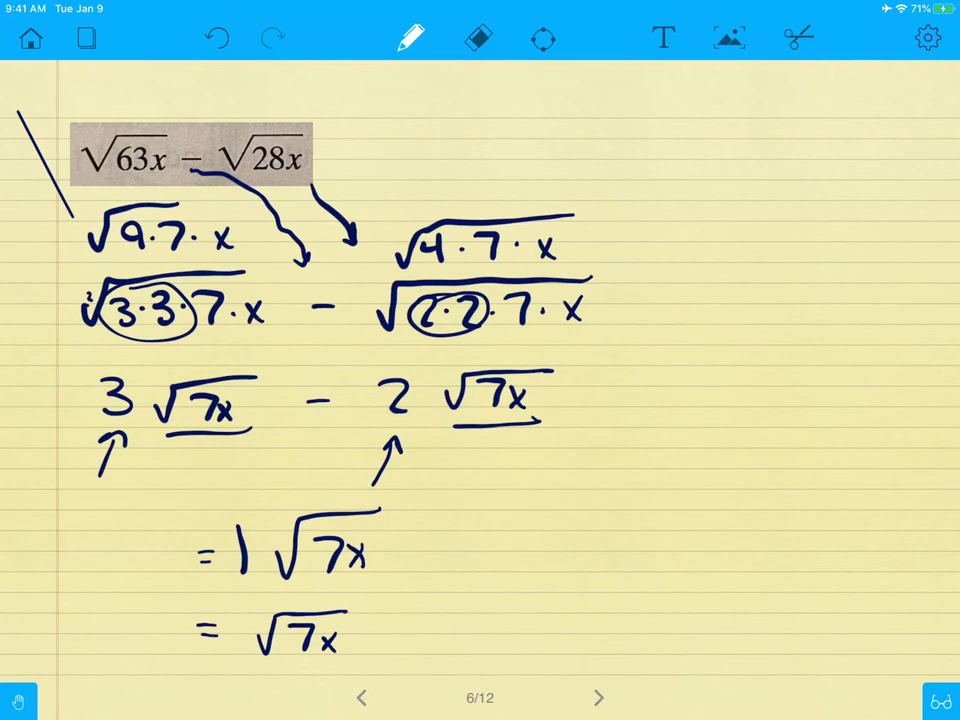 9:41 AM Tue Jan 9
71%
T
√63x − √28x
√9·7·x √4·7·x
²√3·3·7·x − √2·2·7·x
3 √7x − 2 √7x
= 1 √7x
= √7x
6/12